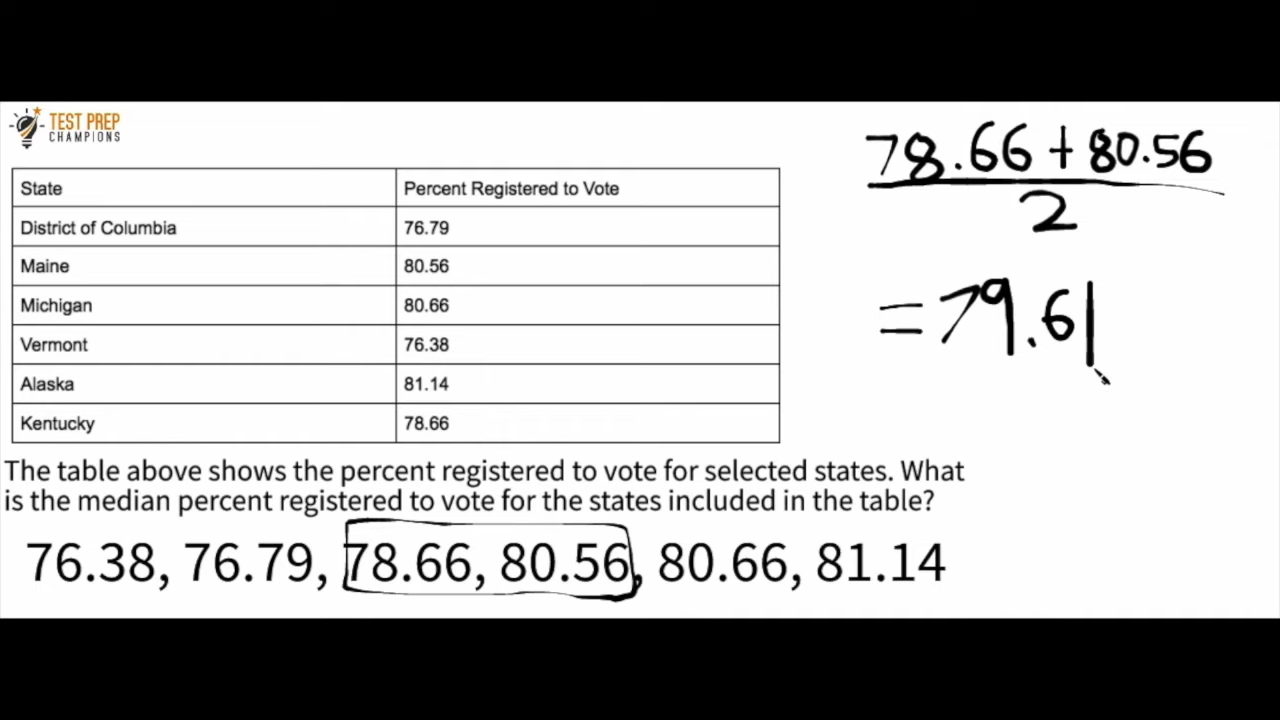 TEST PREP
CHAMPIONS
State Percent Registered to Vote
District of Columbia 76.79
Maine 80.56
Michigan 80.66
Vermont 76.38
Alaska 81.14
Kentucky 78.66
The table above shows the percent registered to vote for selected states. What
is the median percent registered to vote for the states included in the table?
76.38, 76.79, 78.66, 80.56, 80.66, 81.14
78.66 + 80.56
2
= 79.61